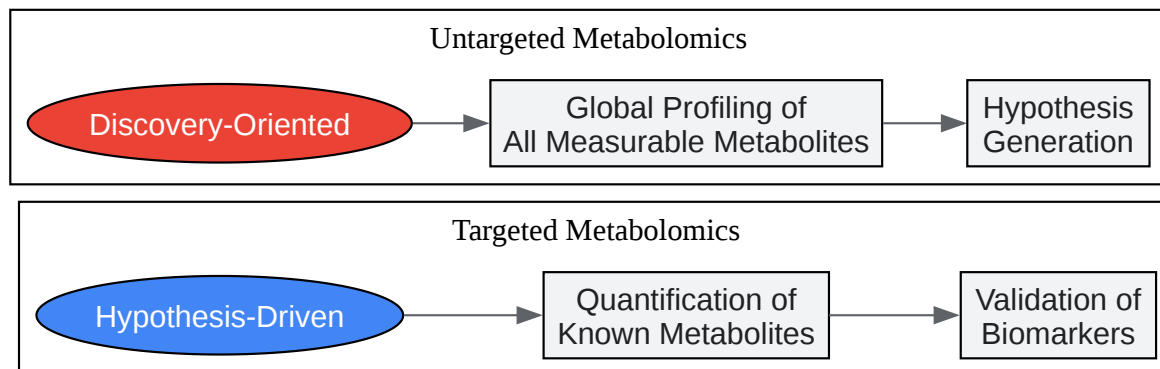 Untargeted Metabolomics
Discovery-Oriented
Global Profiling of
All Measurable Metabolites
Hypothesis
Generation
Targeted Metabolomics
Hypothesis-Driven
Quantification of
Known Metabolites
Validation of
Biomarkers